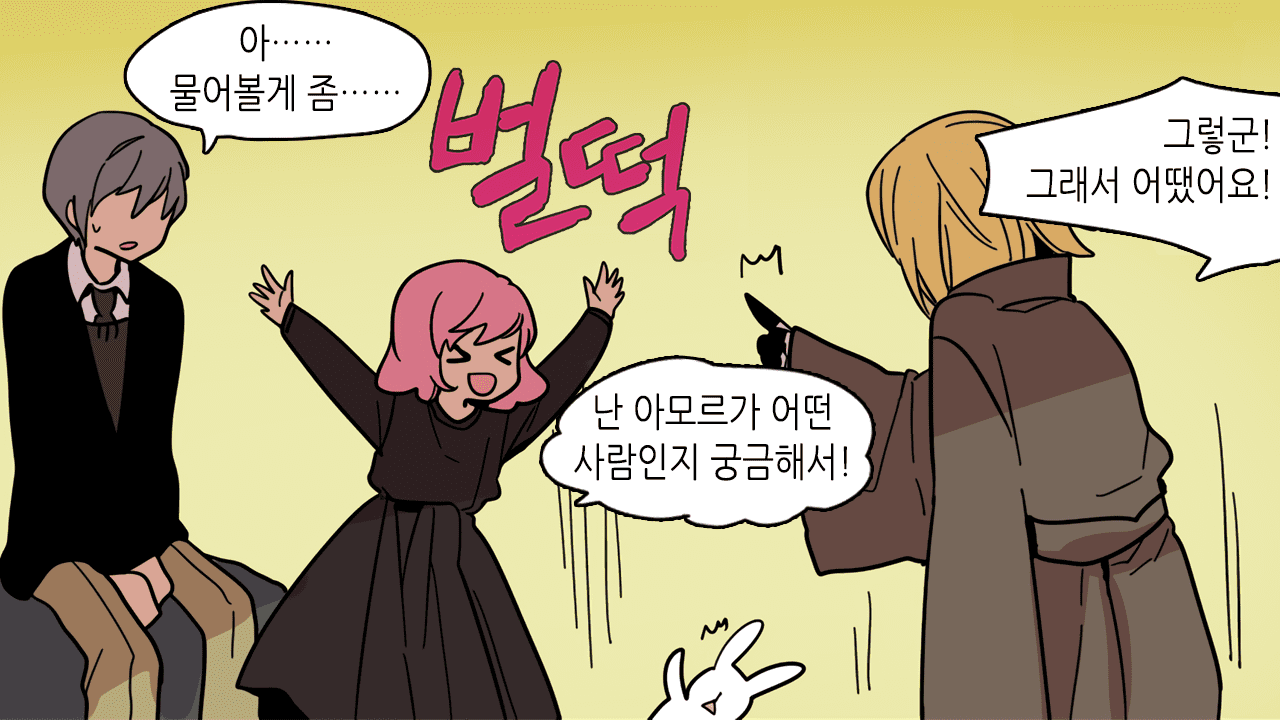 아……
물어볼게 좀……
벌떡
그렇군!
그래서 어땠어요!
난 아모르가 어떤
사람인지 궁금해서!